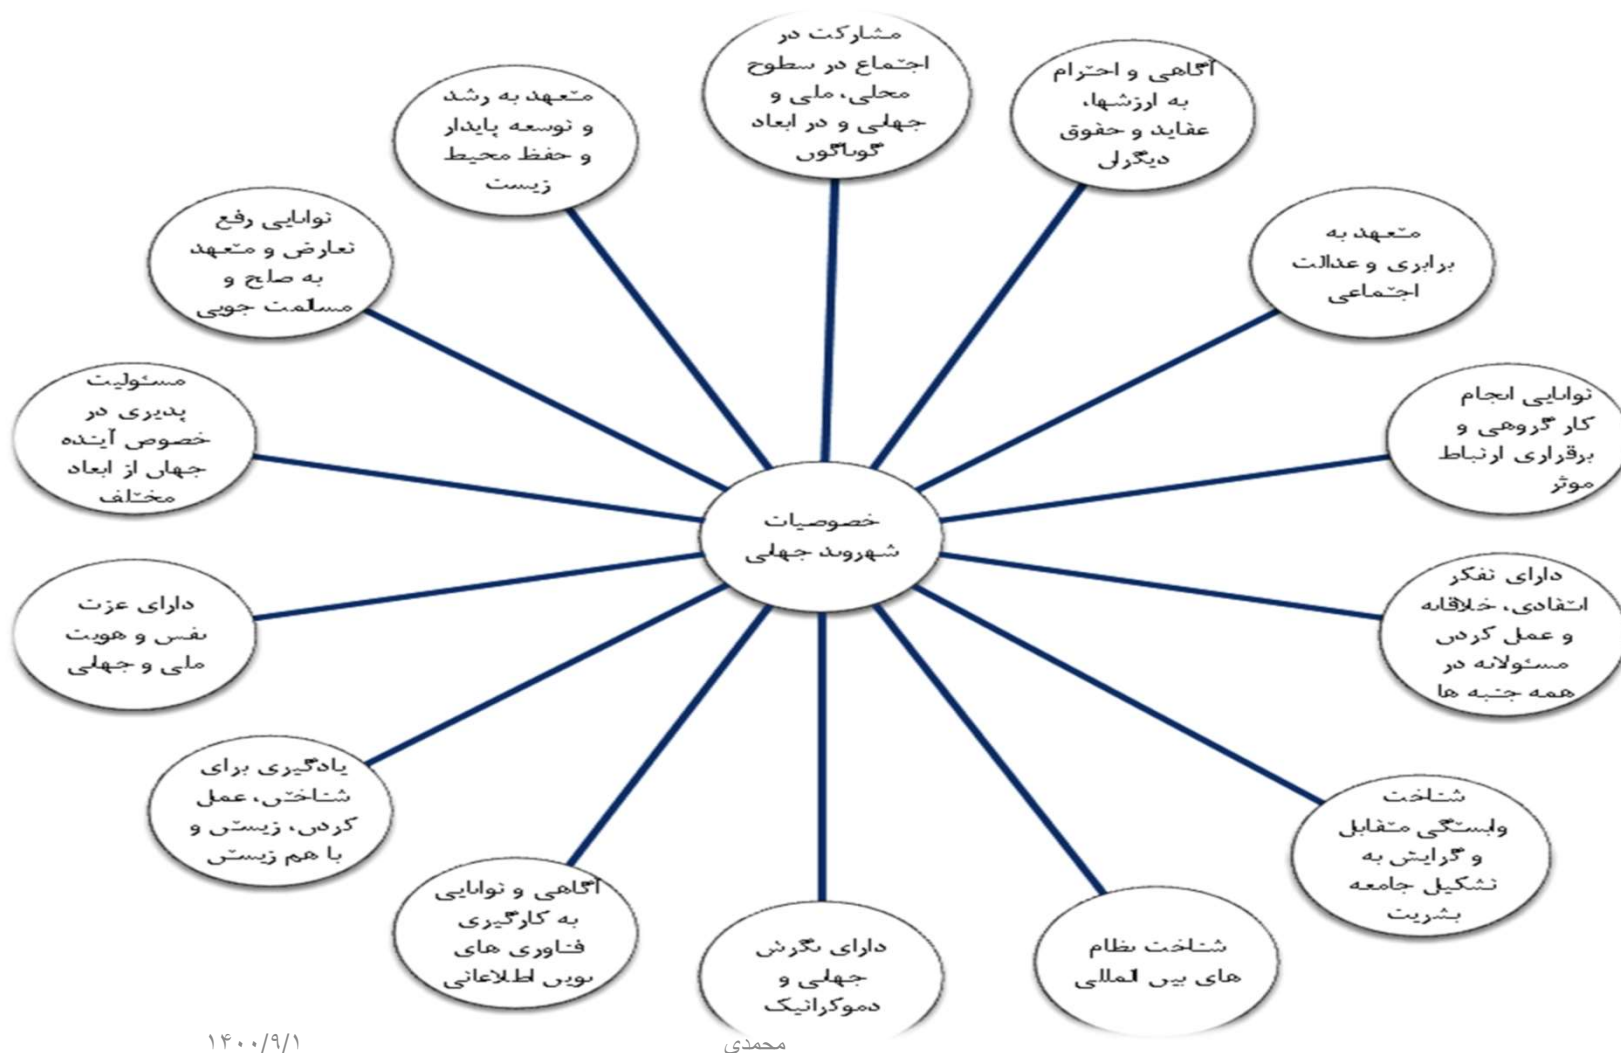 مشارکت در
اجتماع در سطوح
محلی، ملی و
جهانی و در ابعاد
گوناگون
آگاهی و احترام
به ارزشها،
عقاید و حقوق
دیگران
متعهد به
برابری و عدالت
اجتماعی
توانایی انجام
کار گروهی و
برقراری ارتباط
موثر
دارای تفکر
انتقادی، خلاقانه
و عمل کردن
مسئولانه در
همه جنبه ها
شناخت
وابستگی متقابل
و گرایش به
تشکیل جامعه
بشریت
شناخت نظام
های بین المللی
دارای نگرش
جهانی و
دموکراتیک
آگاهی و توانایی
به کارگیری
فناوری های
نوین اطلاعاتی
یادگیری برای
شناختن، عمل
کردن، زیستن و
با هم زیستن
دارای عزت
نفس و هویت
ملی و جهانی
مسئولیت
پذیری در
خصوص آینده
جهان از ابعاد
مختلف
توانایی رفع
تعارض و متعهد
به صلح و
مسالمت جویی
متعهد به رشد
و توسعه پایدار
و حفظ محیط
زیست
خصوصیات
شهروند جهانی
محمدی
۱۴۰۰/۹/۱